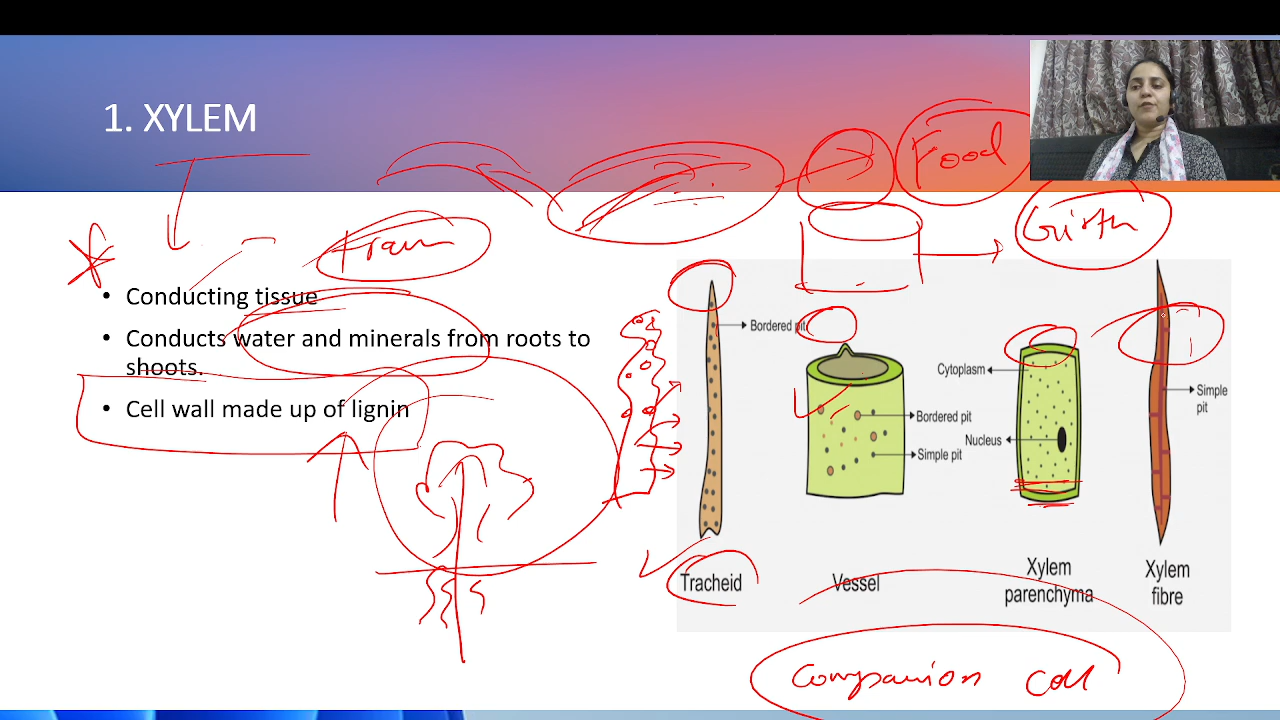 1. XYLEM
Food
Girth
• Conducting tissue
• Conducts water and minerals from roots to
shoots.
• Cell wall made up of lignin
Bordered pit
Cytoplasm
Nucleus
Bordered pit
Simple pit
Simple
pit
Tracheid
Vessel
Xylem
parenchyma
Xylem
fibre
Companion cell